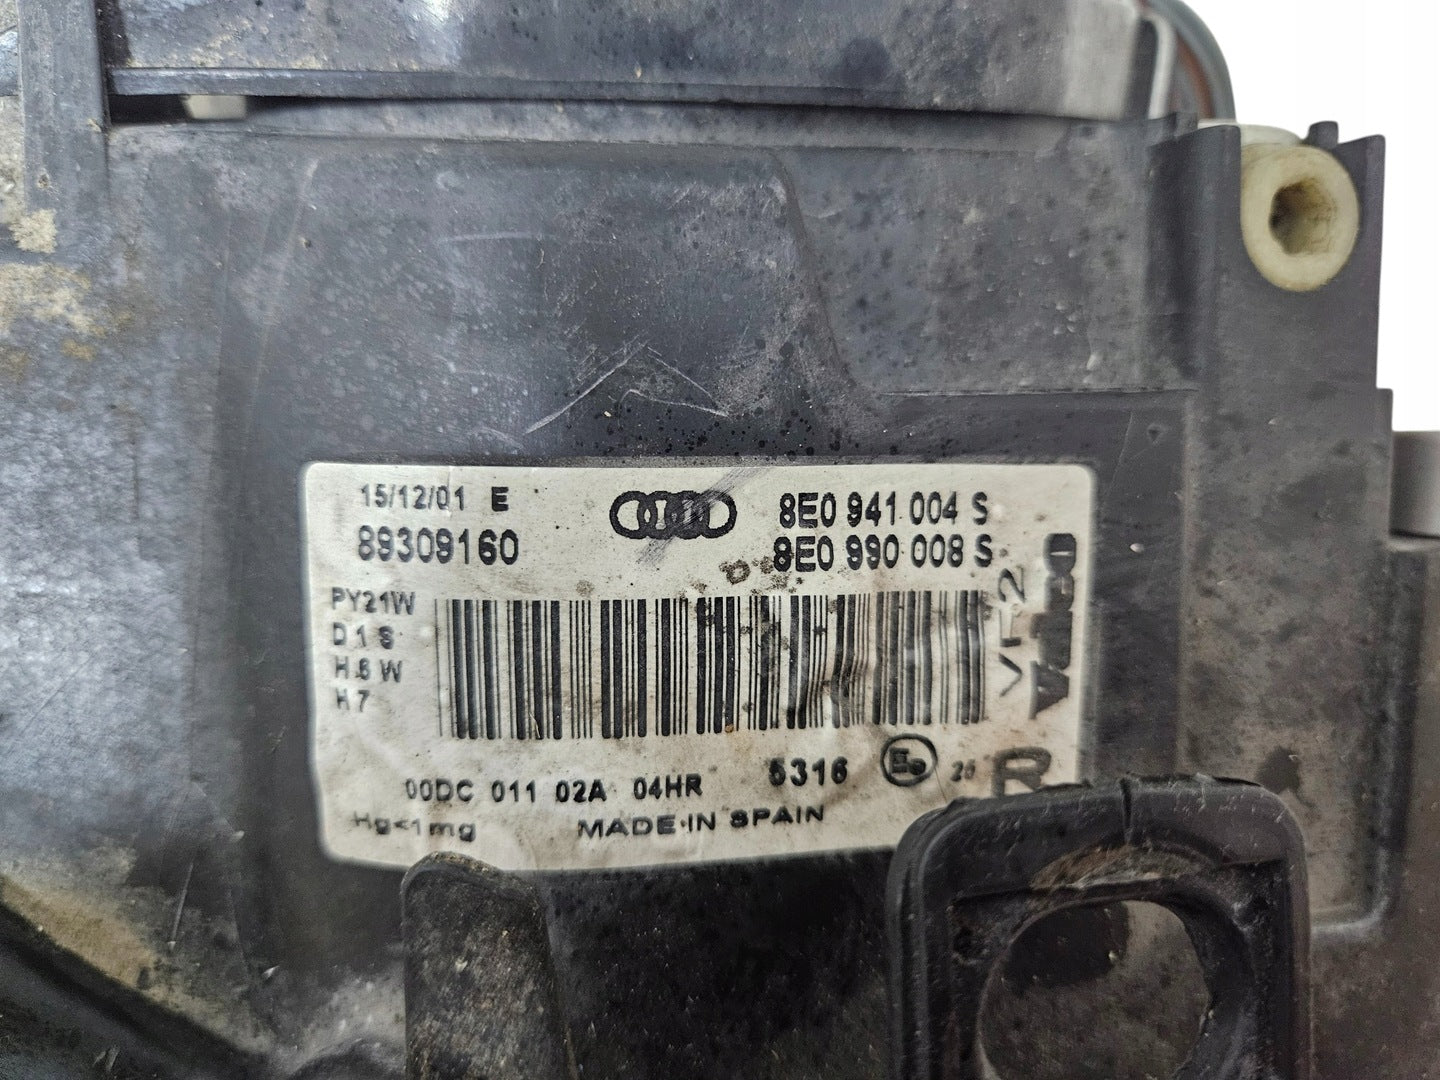 15/12/01 E
8E0 941 004 S
89309160
8E0 990 008 S
PY21W
D1S
H6W
H7
VP2
Valeo
00DC 011 02A 04HR
5316
R
Hg<1mg
MADE IN SPAIN